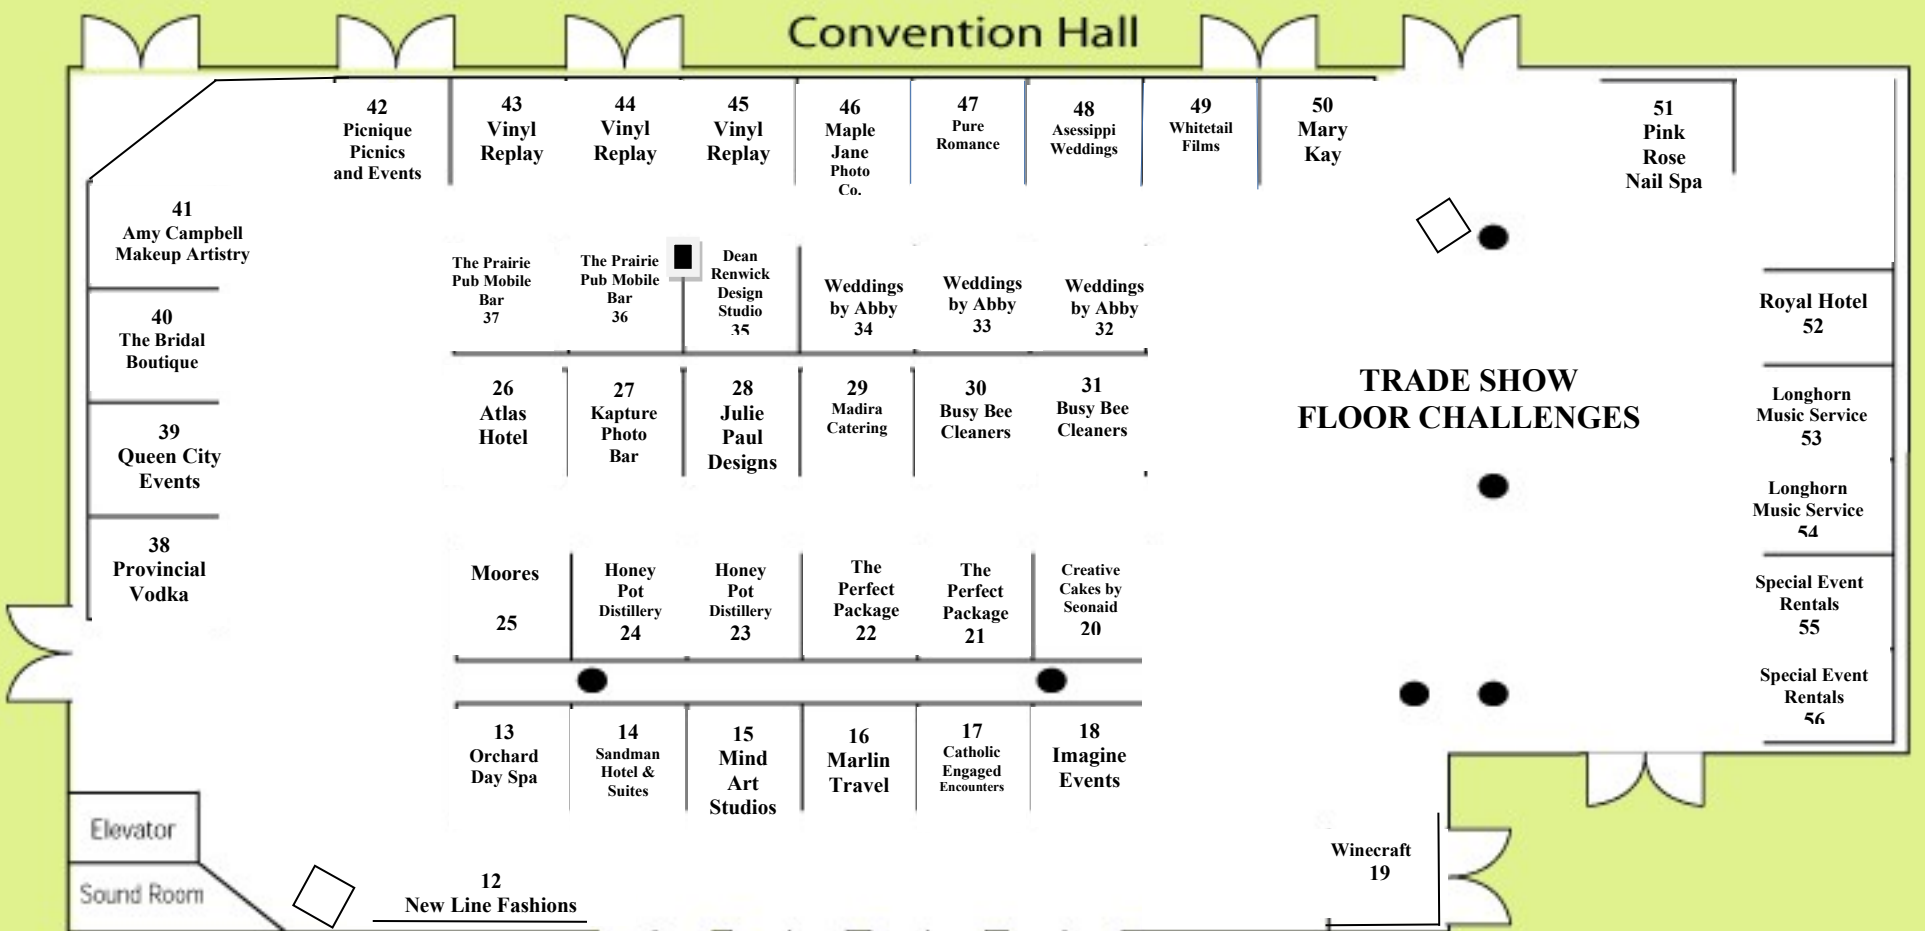 Convention Hall
42
Picnique
Picnics
and Events
43
Vinyl
Replay
44
Vinyl
Replay
45
Vinyl
Replay
46
Maple
Jane
Photo
Co.
47
Pure
Romance
48
Asessippi
Weddings
49
Whitetail
Films
50
Mary
Kay
51
Pink
Rose
Nail Spa
41
Amy Campbell
Makeup Artistry
40
The Bridal
Boutique
39
Queen City
Events
38
Provincial
Vodka
The Prairie
Pub Mobile
Bar
37
The Prairie
Pub Mobile
Bar
36
Dean
Renwick
Design
Studio
35
Weddings
by Abby
34
Weddings
by Abby
33
Weddings
by Abby
32
26
Atlas
Hotel
27
Kapture
Photo
Bar
28
Julie
Paul
Designs
29
Madira
Catering
30
Busy Bee
Cleaners
31
Busy Bee
Cleaners
TRADE SHOW
FLOOR CHALLENGES
Royal Hotel
52
Longhorn
Music Service
53
Longhorn
Music Service
54
Special Event
Rentals
55
Special Event
Rentals
56
Moores
25
Honey
Pot
Distillery
24
Honey
Pot
Distillery
23
The
Perfect
Package
22
The
Perfect
Package
21
Creative
Cakes by
Seonaid
20
13
Orchard
Day Spa
14
Sandman
Hotel &
Suites
15
Mind
Art
Studios
16
Marlin
Travel
17
Catholic
Engaged
Encounters
18
Imagine
Events
Elevator
Sound Room
12
New Line Fashions
Winecraft
19